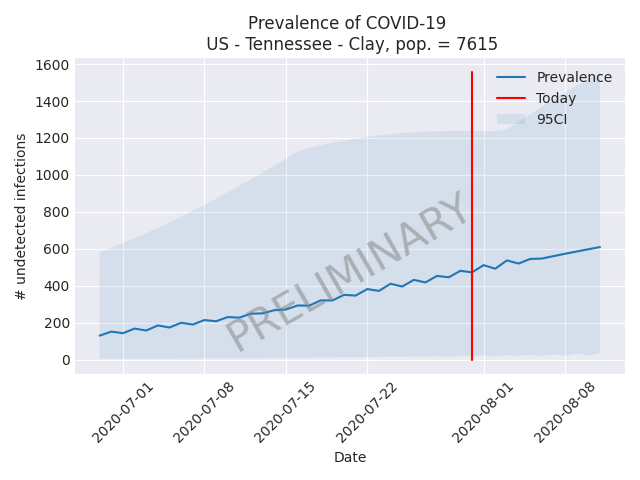 Prevalence of COVID-19
US - Tennessee - Clay, pop. = 7615
# undetected infections
1600
1400
1200
1000
800
600
400
200
0
Prevalence
Today
95CI
PRELIMINARY
2020-07-01
2020-07-08
2020-07-15
2020-07-22
2020-08-01
2020-08-08
Date